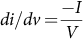 di/dv = −I/V